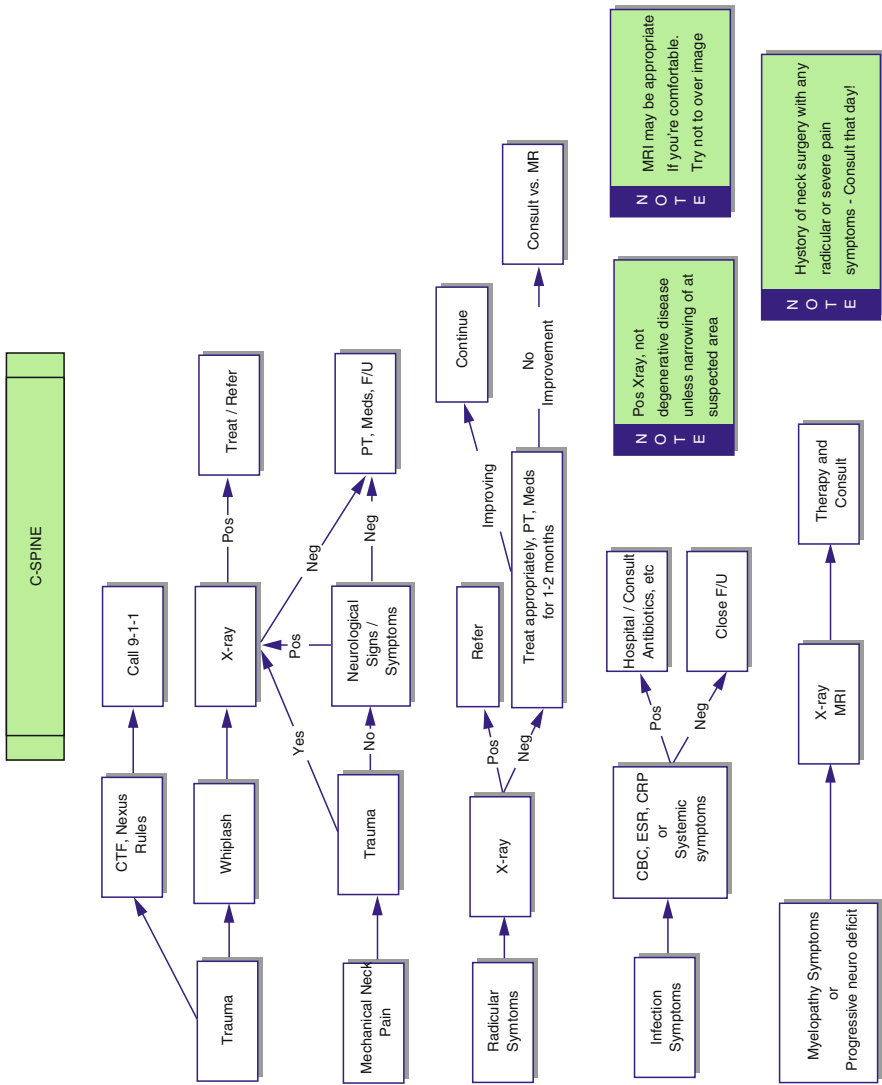 C-SPINE
Trauma
CTF, Nexus
Rules
Call 9-1-1
Whiplash
X-ray
Pos
Treat / Refer
Mechanical Neck
Pain
Trauma
Yes
No
Neurological
Signs /
Symptoms
Pos
Neg
Neg
PT, Meds, F/U
Radicular
Symtoms
X-ray
Pos
Neg
Refer
Treat appropriately, PT, Meds
for 1-2 months
Improving
Continue
No
Improvement
Consult vs. MR
Infection
Symptoms
CBC, ESR, CRP
or
Systemic
symptoms
Pos
Neg
Hospital / Consult
Antibiotics, etc
Close F/U
NOTE
Pos Xray, not
degenerative disease
unless narrowing of at
suspected area
NOTE
MRI may be appropriate
If you're comfortable.
Try not to over image
Myelopathy Symptoms
or
Progressive neuro deficit
X-ray
MRI
Therapy and
Consult
NOTE
Hystory of neck surgery with any
radicular or severe pain
symptoms - Consult that day!